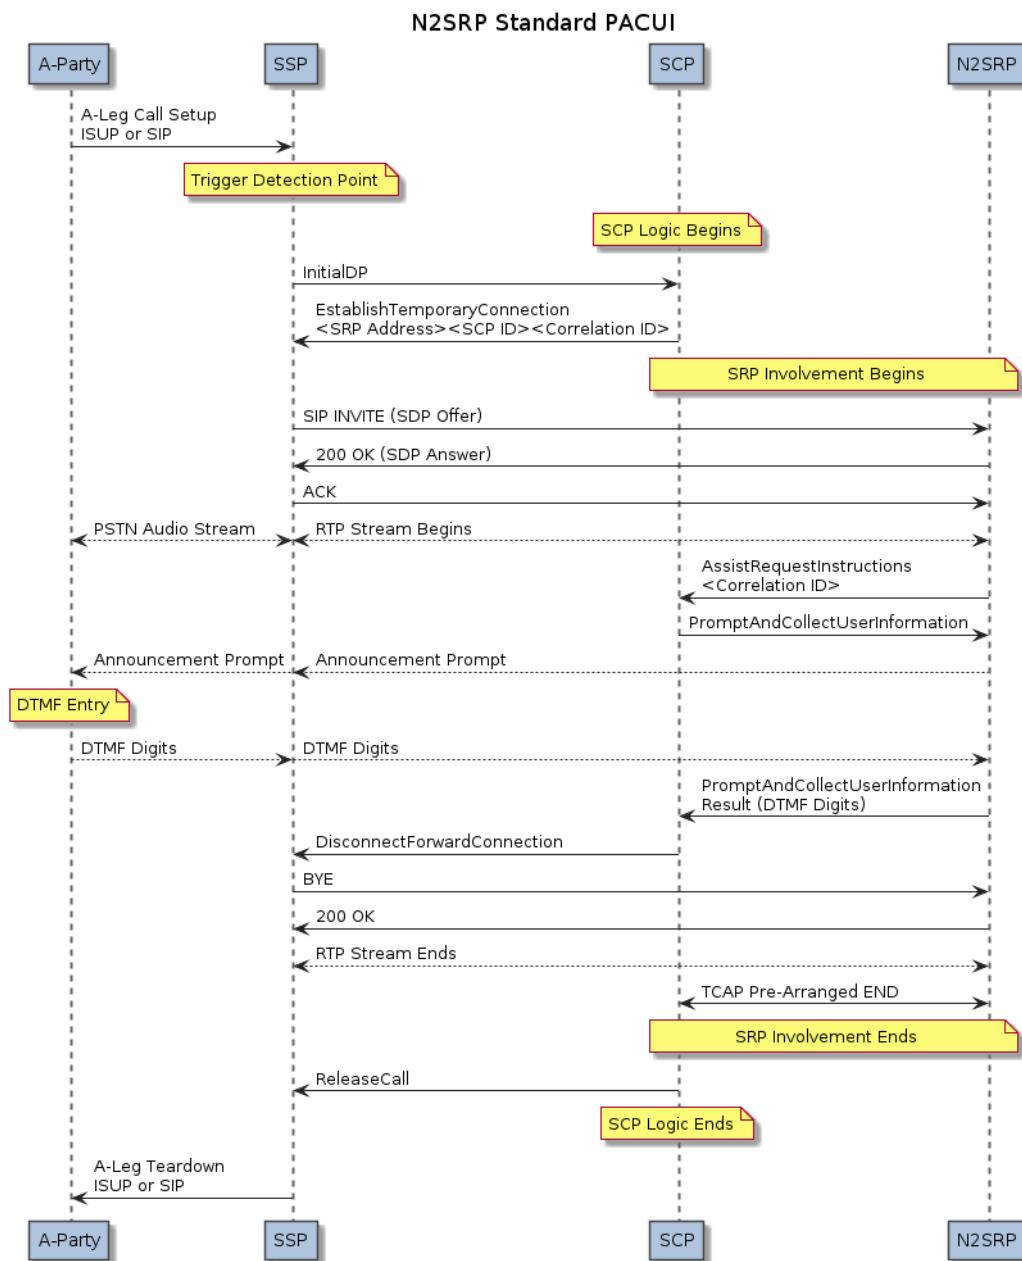 N2SRP Standard PACUI
A-Party
SSP
SCP
N2SRP
A-Leg Call Setup
ISUP or SIP
Trigger Detection Point
SCP Logic Begins
InitialDP
EstablishTemporaryConnection
<SRP Address><SCP ID><Correlation ID>
SRP Involvement Begins
SIP INVITE (SDP Offer)
200 OK (SDP Answer)
ACK
PSTN Audio Stream
RTP Stream Begins
AssistRequestInstructions
<Correlation ID>
PromptAndCollectUserInformation
Announcement Prompt
Announcement Prompt
DTMF Entry
DTMF Digits
DTMF Digits
PromptAndCollectUserInformation
Result (DTMF Digits)
DisconnectForwardConnection
BYE
200 OK
RTP Stream Ends
TCAP Pre-Arranged END
SRP Involvement Ends
ReleaseCall
SCP Logic Ends
A-Leg Teardown
ISUP or SIP
A-Party
SSP
SCP
N2SRP